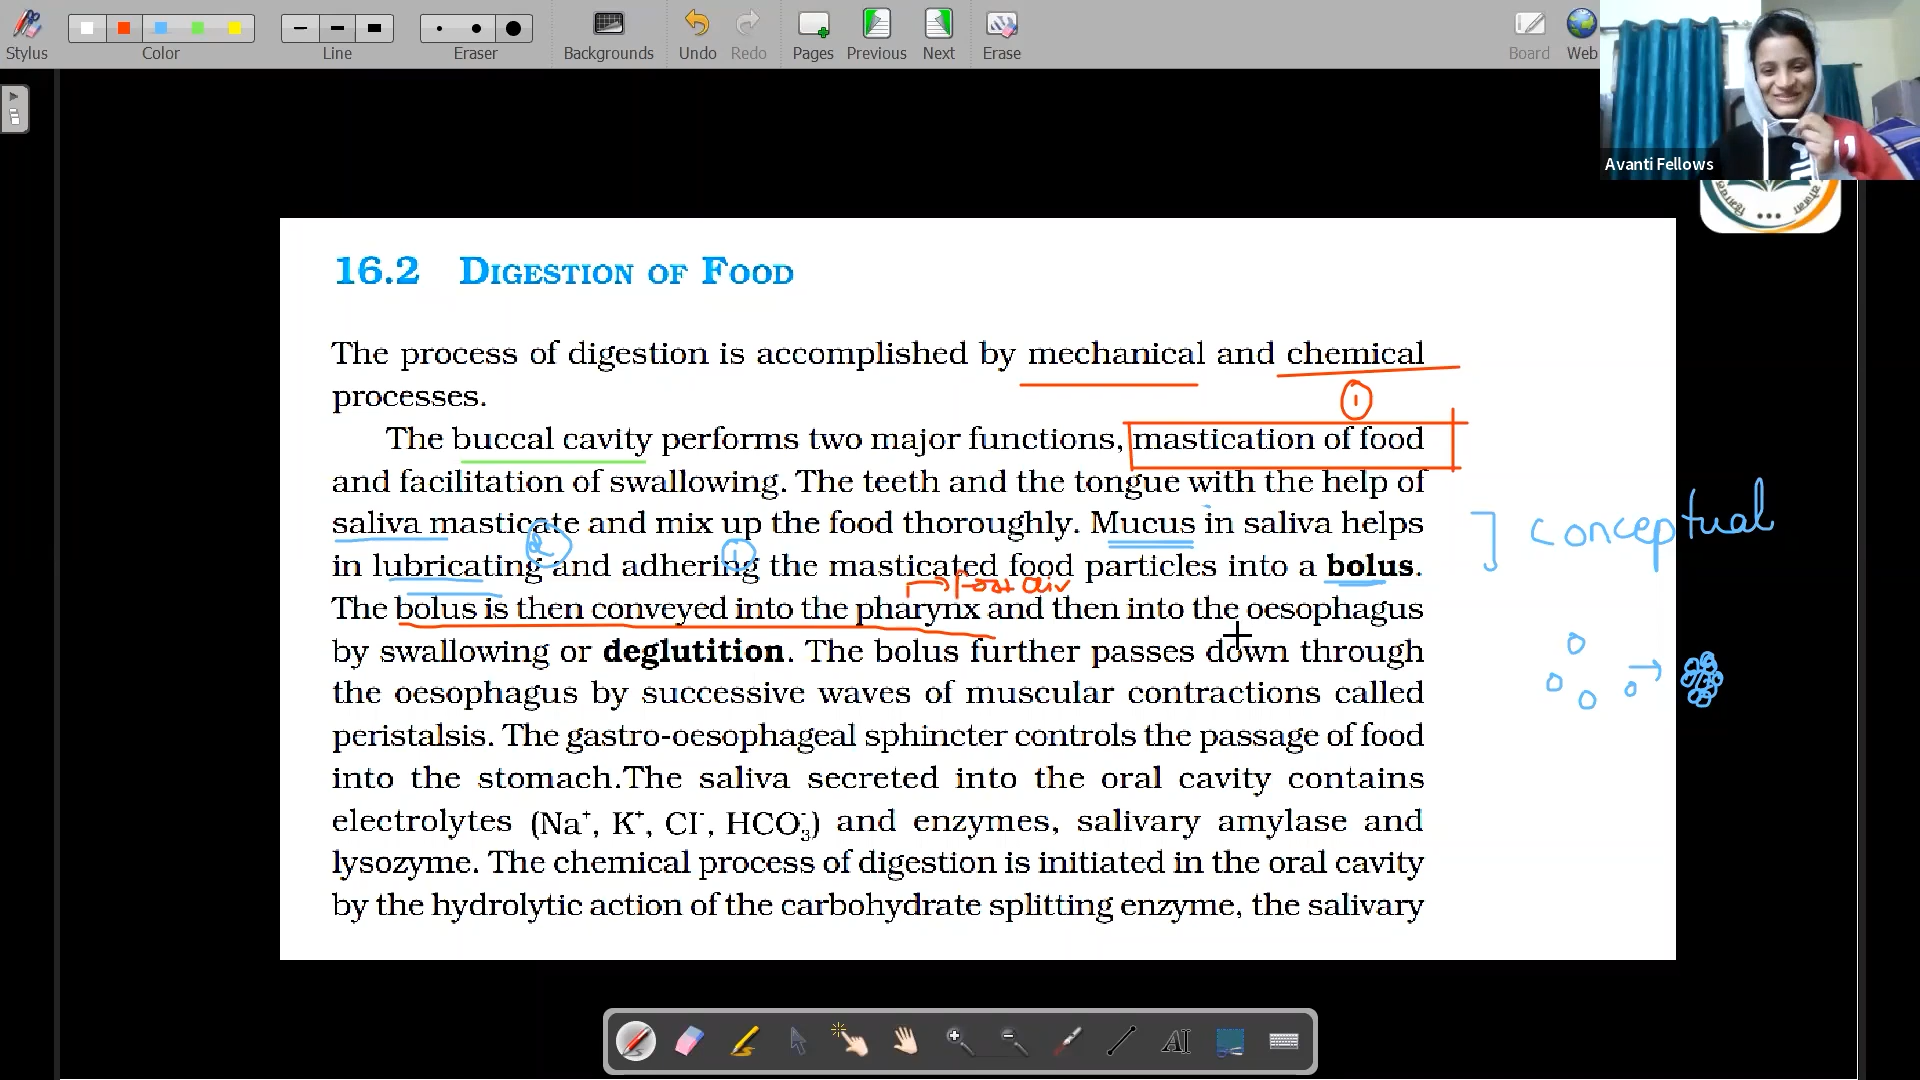 Stylus
Color
Line
Eraser
Backgrounds
Undo
Redo
Pages
Previous
Next
Erase
Board
Web
Avanti Fellows
16.2 DIGESTION OF FOOD
The process of digestion is accomplished by mechanical and chemical
processes.
1
The buccal cavity performs two major functions, mastication of food
and facilitation of swallowing. The teeth and the tongue with the help of
saliva masticate and mix up the food thoroughly. Mucus in saliva helps
conceptual
2
1
in lubricating and adhering the masticated food particles into a bolus.
The bolus is then conveyed into the pharynx and then into the oesophagus
by swallowing or deglutition. The bolus further passes down through
the oesophagus by successive waves of muscular contractions called
peristalsis. The gastro-oesophageal sphincter controls the passage of food
into the stomach.The saliva secreted into the oral cavity contains
electrolytes (Na⁺, K⁺, Cl⁻, HCO₃⁻) and enzymes, salivary amylase and
lysozyme. The chemical process of digestion is initiated in the oral cavity
by the hydrolytic action of the carbohydrate splitting enzyme, the salivary